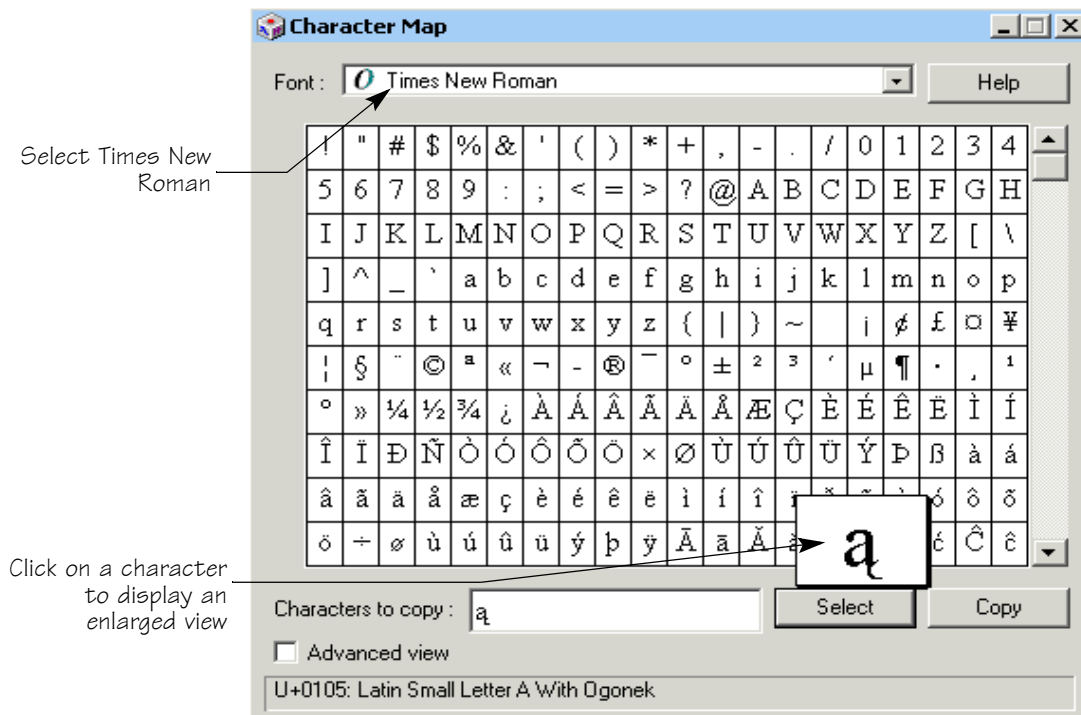 Character Map
Font : O Times New Roman Help
Select Times New
Roman
! " # $ % & ' ( ) * + , - . / 0 1 2 3 4
5 6 7 8 9 : ; < = > ? @ A B C D E F G H
I J K L M N O P Q R S T U V W X Y Z [ \
] ^ _ ` a b c d e f g h i j k l m n o p
q r s t u v w x y z { | } ~ ¡ ¢ £ ¤ ¥
¦ § ¨ © ª « ¬ - ® ¯ ° ± ² ³ ´ µ ¶ · ¸ ¹
º » ¼ ½ ¾ ¿ À Á Â Ã Ä Å Æ Ç È É Ê Ë Ì Í
Î Ï Ð Ñ Ò Ó Ô Õ Ö × Ø Ù Ú Û Ü Ý Þ ß à á
â ã ä å æ ç è é ê ë ì í î ó ô õ
ö ÷ ø ù ú û ü ý þ ÿ Ā ā Ă ć Ĉ ĉ
ą
Click on a character
to display an
enlarged view
Characters to copy : ą Select Copy
Advanced view
U+0105: Latin Small Letter A With Ogonek